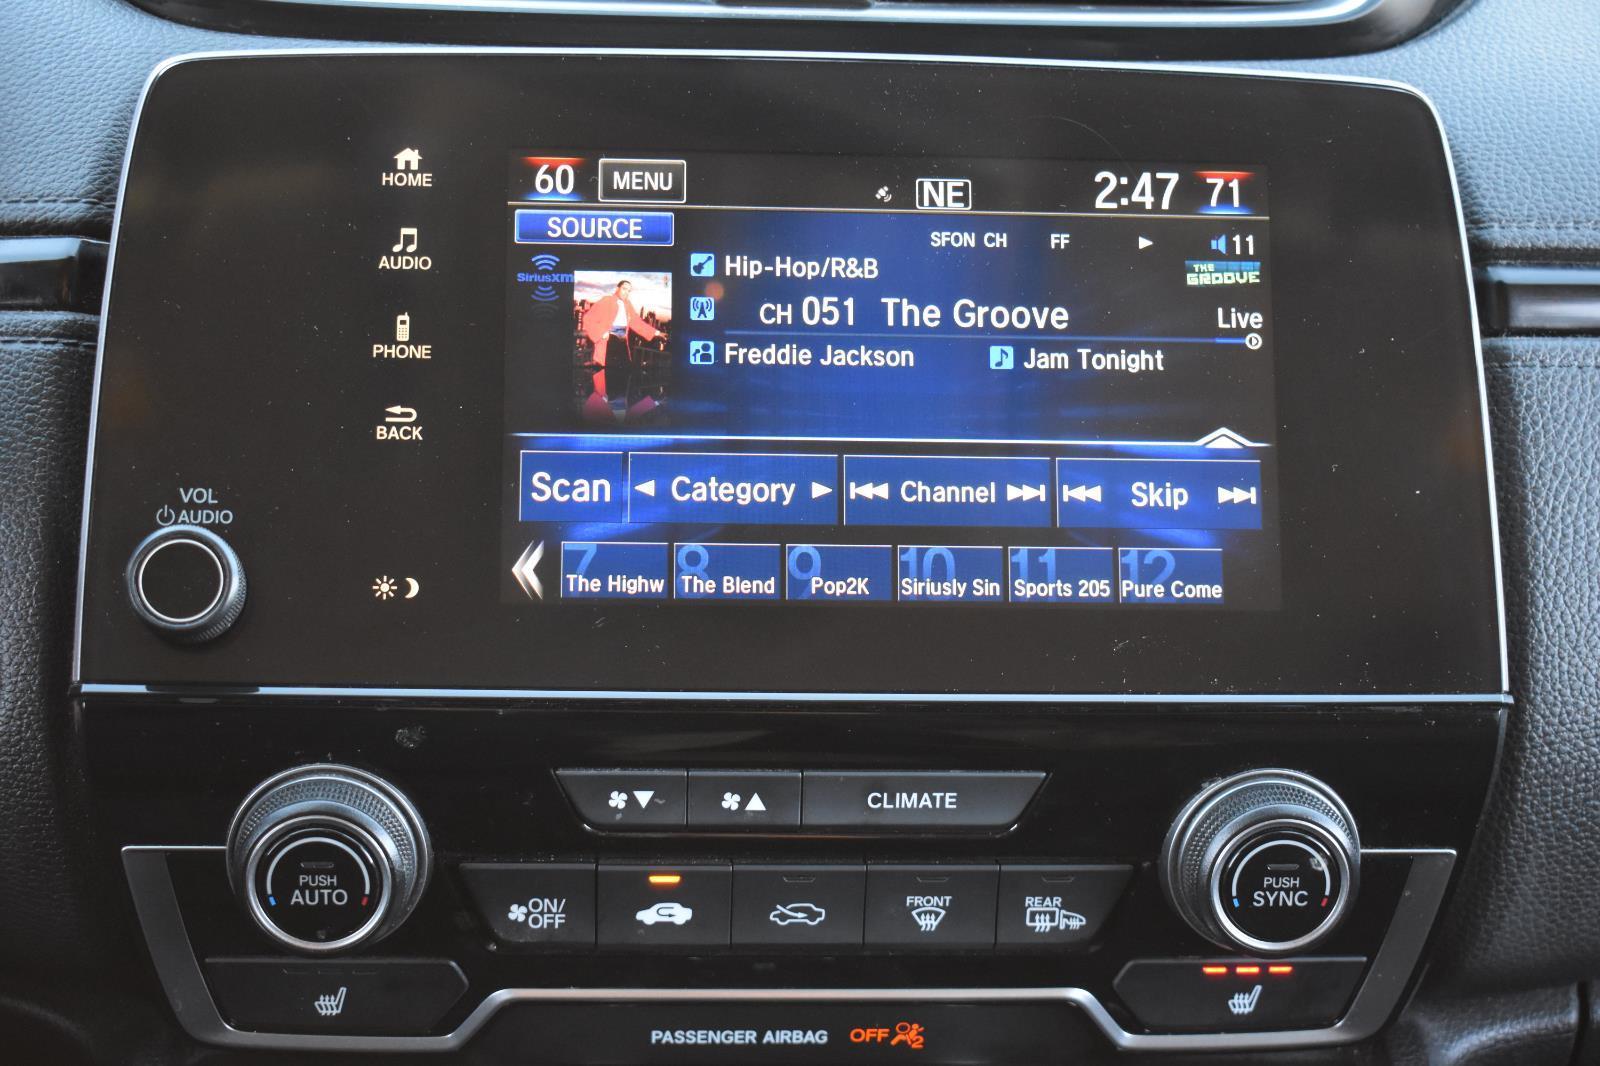 HOME
AUDIO
PHONE
BACK
VOL
AUDIO
60 MENU NE 2:47 71
SOURCE SFON CH FF 11
SiriusXM Hip-Hop/R&B THE GROOVE
CH 051 The Groove Live
Freddie Jackson Jam Tonight
Scan Category Channel Skip
7 8 9 10 11 12
The Highw The Blend Pop2K Siriusly Sin Sports 205 Pure Come
CLIMATE
PUSH AUTO
ON/OFF
FRONT
REAR
PUSH SYNC
PASSENGER AIRBAG OFF 2